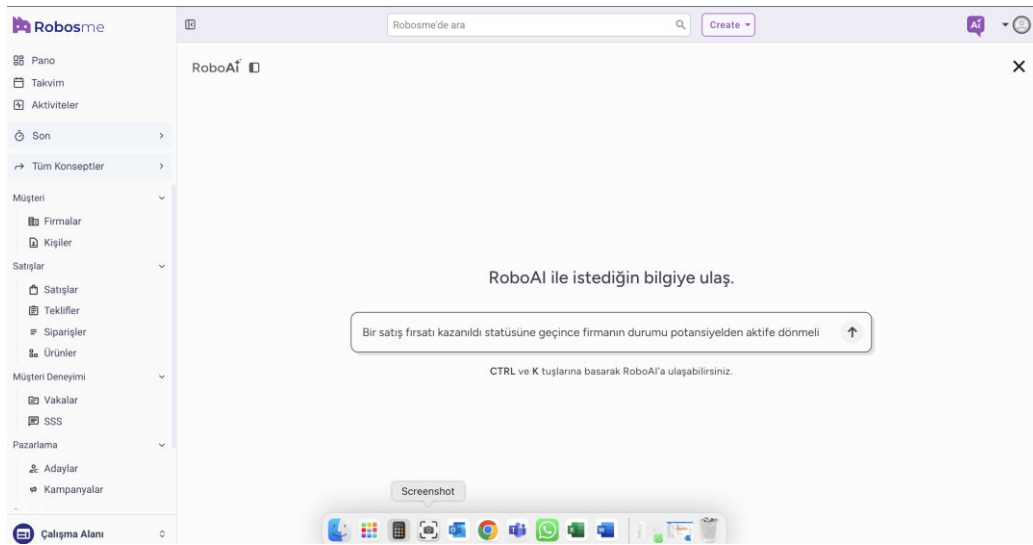 Robosme
Robosme'de ara
Create
Ai
Pano
Takvim
Aktiviteler
Son
Tüm Konseptler
Müşteri
Firmalar
Kişiler
Satışlar
Satışlar
Teklifler
Siparişler
Ürünler
Müşteri Deneyimi
Vakalar
SSS
Pazarlama
Adaylar
Kampanyalar
Çalışma Alanı
RoboAi
RoboAI ile istediğin bilgiye ulaş.
Bir satış fırsatı kazanıldı statüsüne geçince firmanın durumu potansiyelden aktife dönmeli
CTRL ve K tuşlarına basarak RoboAI'a ulaşabilirsiniz.
Screenshot